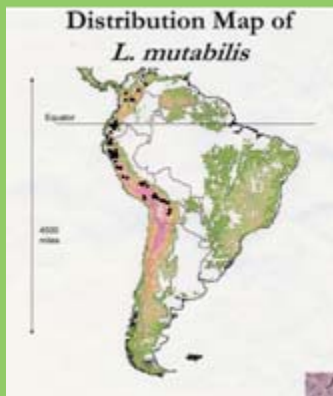 Distribution Map of
L. mutabilis
Equator
4500
miles